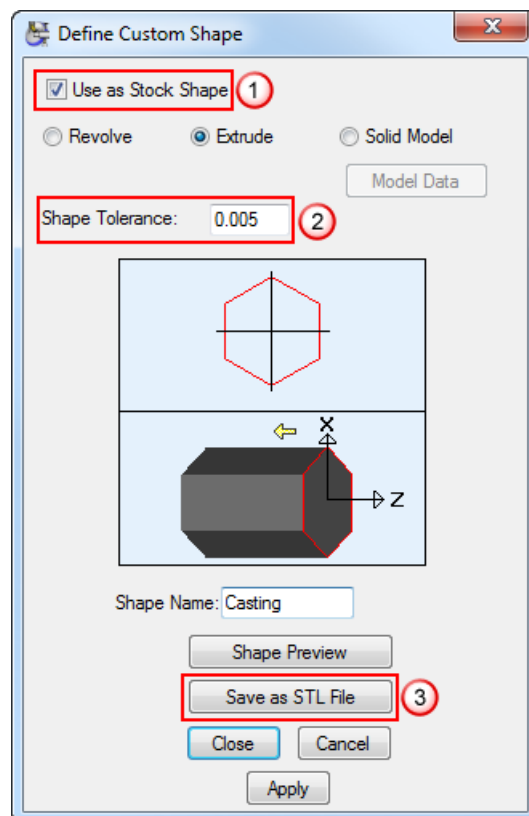 Define Custom Shape
Use as Stock Shape 1
Revolve Extrude Solid Model
Model Data
Shape Tolerance: 0.005 2
X
Z
Shape Name: Casting
Shape Preview
Save as STL File 3
Close Cancel
Apply